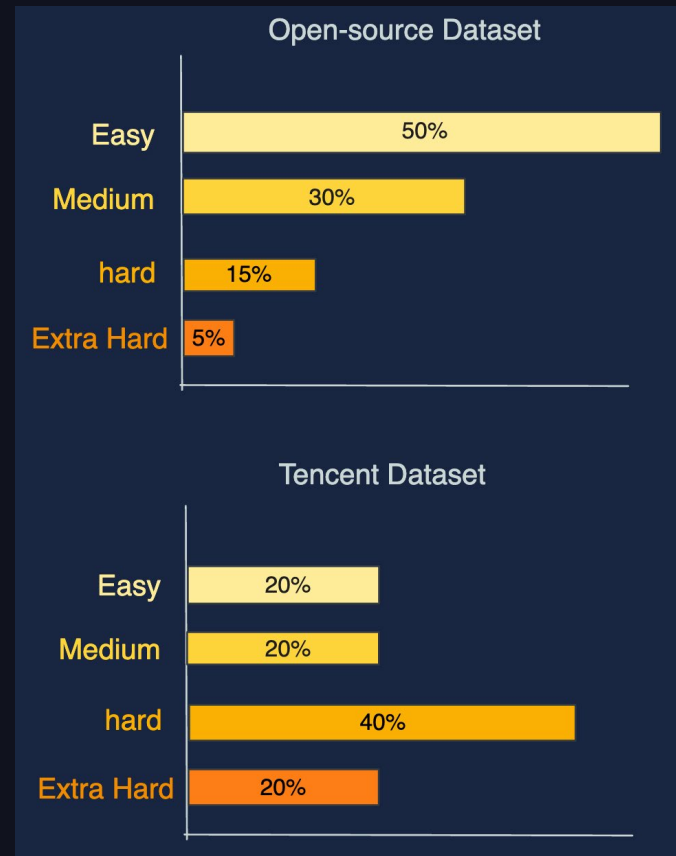 Open-source Dataset
Easy 50%
Medium 30%
hard 15%
Extra Hard 5%
Tencent Dataset
Easy 20%
Medium 20%
hard 40%
Extra Hard 20%